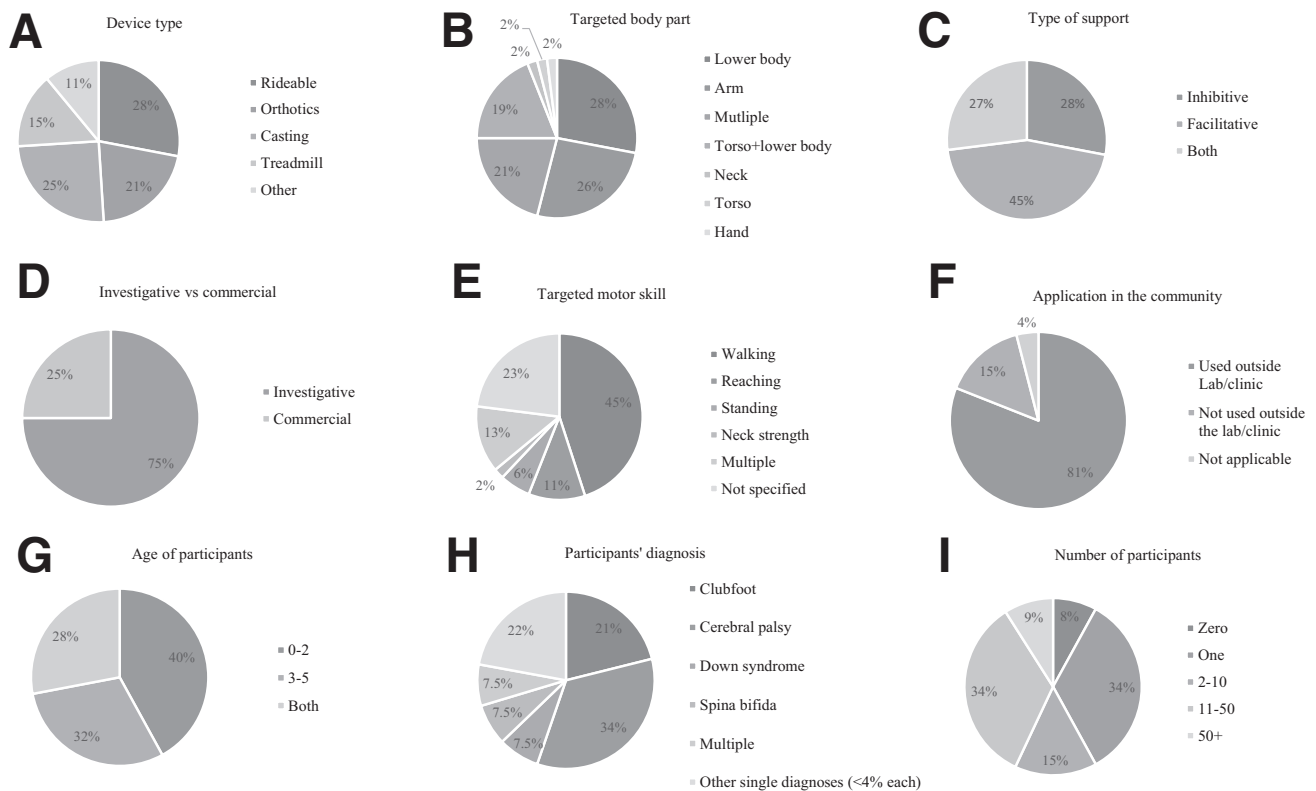 A
Device type
28%
21%
25%
15%
11%
Rideable
Orthotics
Casting
Treadmill
Other
B
Targeted body part
28%
26%
21%
19%
2%
2%
2%
Lower body
Arm
Mutliple
Torso+lower body
Neck
Torso
Hand
C
Type of support
28%
45%
27%
Inhibitive
Facilitative
Both
D
Investigative vs commercial
75%
25%
Investigative
Commercial
E
Targeted motor skill
45%
11%
6%
2%
13%
23%
Walking
Reaching
Standing
Neck strength
Multiple
Not specified
F
Application in the community
81%
15%
4%
Used outside
Lab/clinic
Not used outside
the lab/clinic
Not applicable
G
Age of participants
40%
32%
28%
0-2
3-5
Both
H
Participants' diagnosis
21%
34%
7.5%
7.5%
7.5%
22%
Clubfoot
Cerebral palsy
Down syndrome
Spina bifida
Multiple
Other single diagnoses (<4% each)
I
Number of participants
8%
34%
15%
34%
9%
Zero
One
2-10
11-50
50+